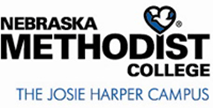 NEBRASKA
METHODIST
COLLEGE
THE JOSIE HARPER CAMPUS